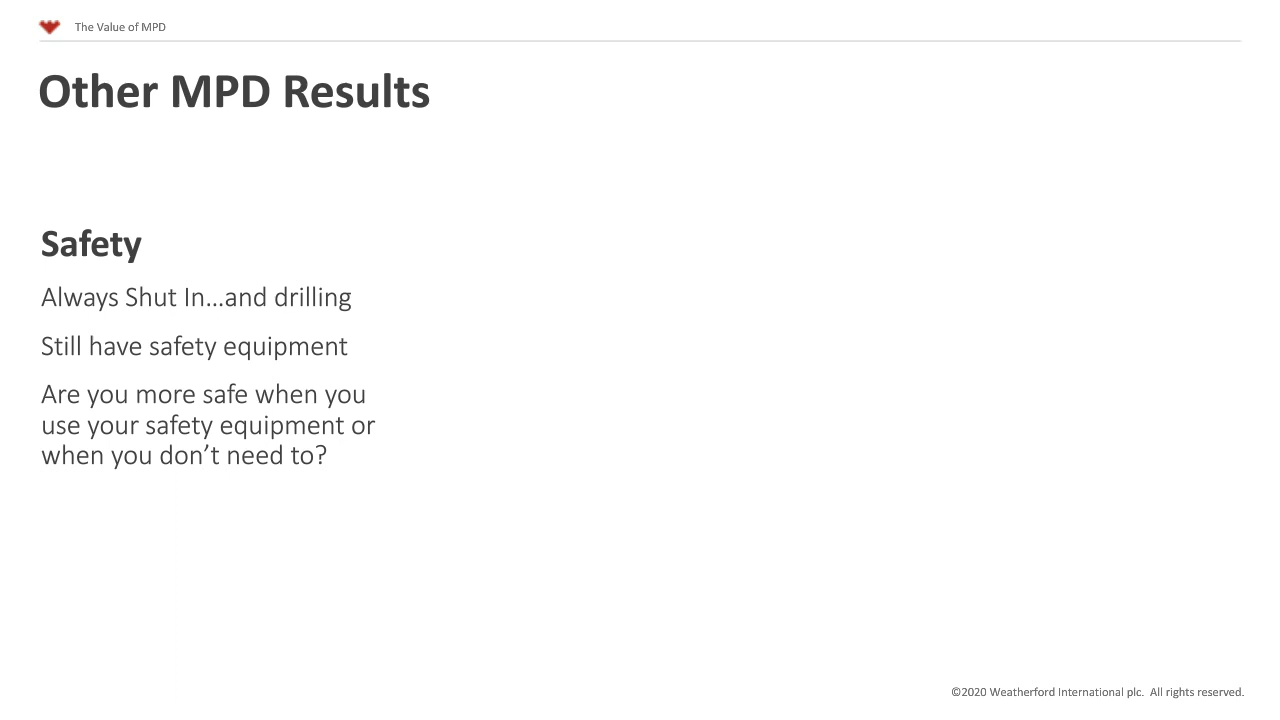 The Value of MPD
Other MPD Results
Safety
Always Shut In…and drilling
Still have safety equipment
Are you more safe when you
use your safety equipment or
when you don’t need to?
©2020 Weatherford International plc.  All rights reserved.